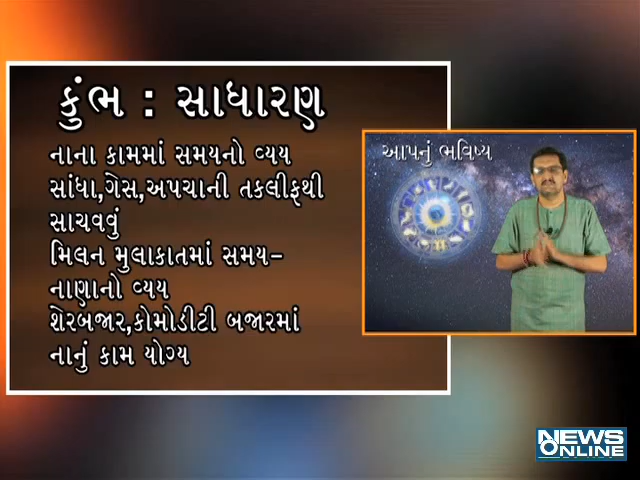 કુંભ : સાધારણ
નાના કામમાં સમયનો વ્યય
સાંધા,ગેસ,અપચાની તકલીફથી
સાચવવું
મિલન મુલાકાતમાં સમય-
નાણાનો વ્યય
શેરબજાર,કોમોડીટી બજારમાં
નાનું કામ યોગ્ય
આપનું ભવિષ્ય
NEWS
ONLINE